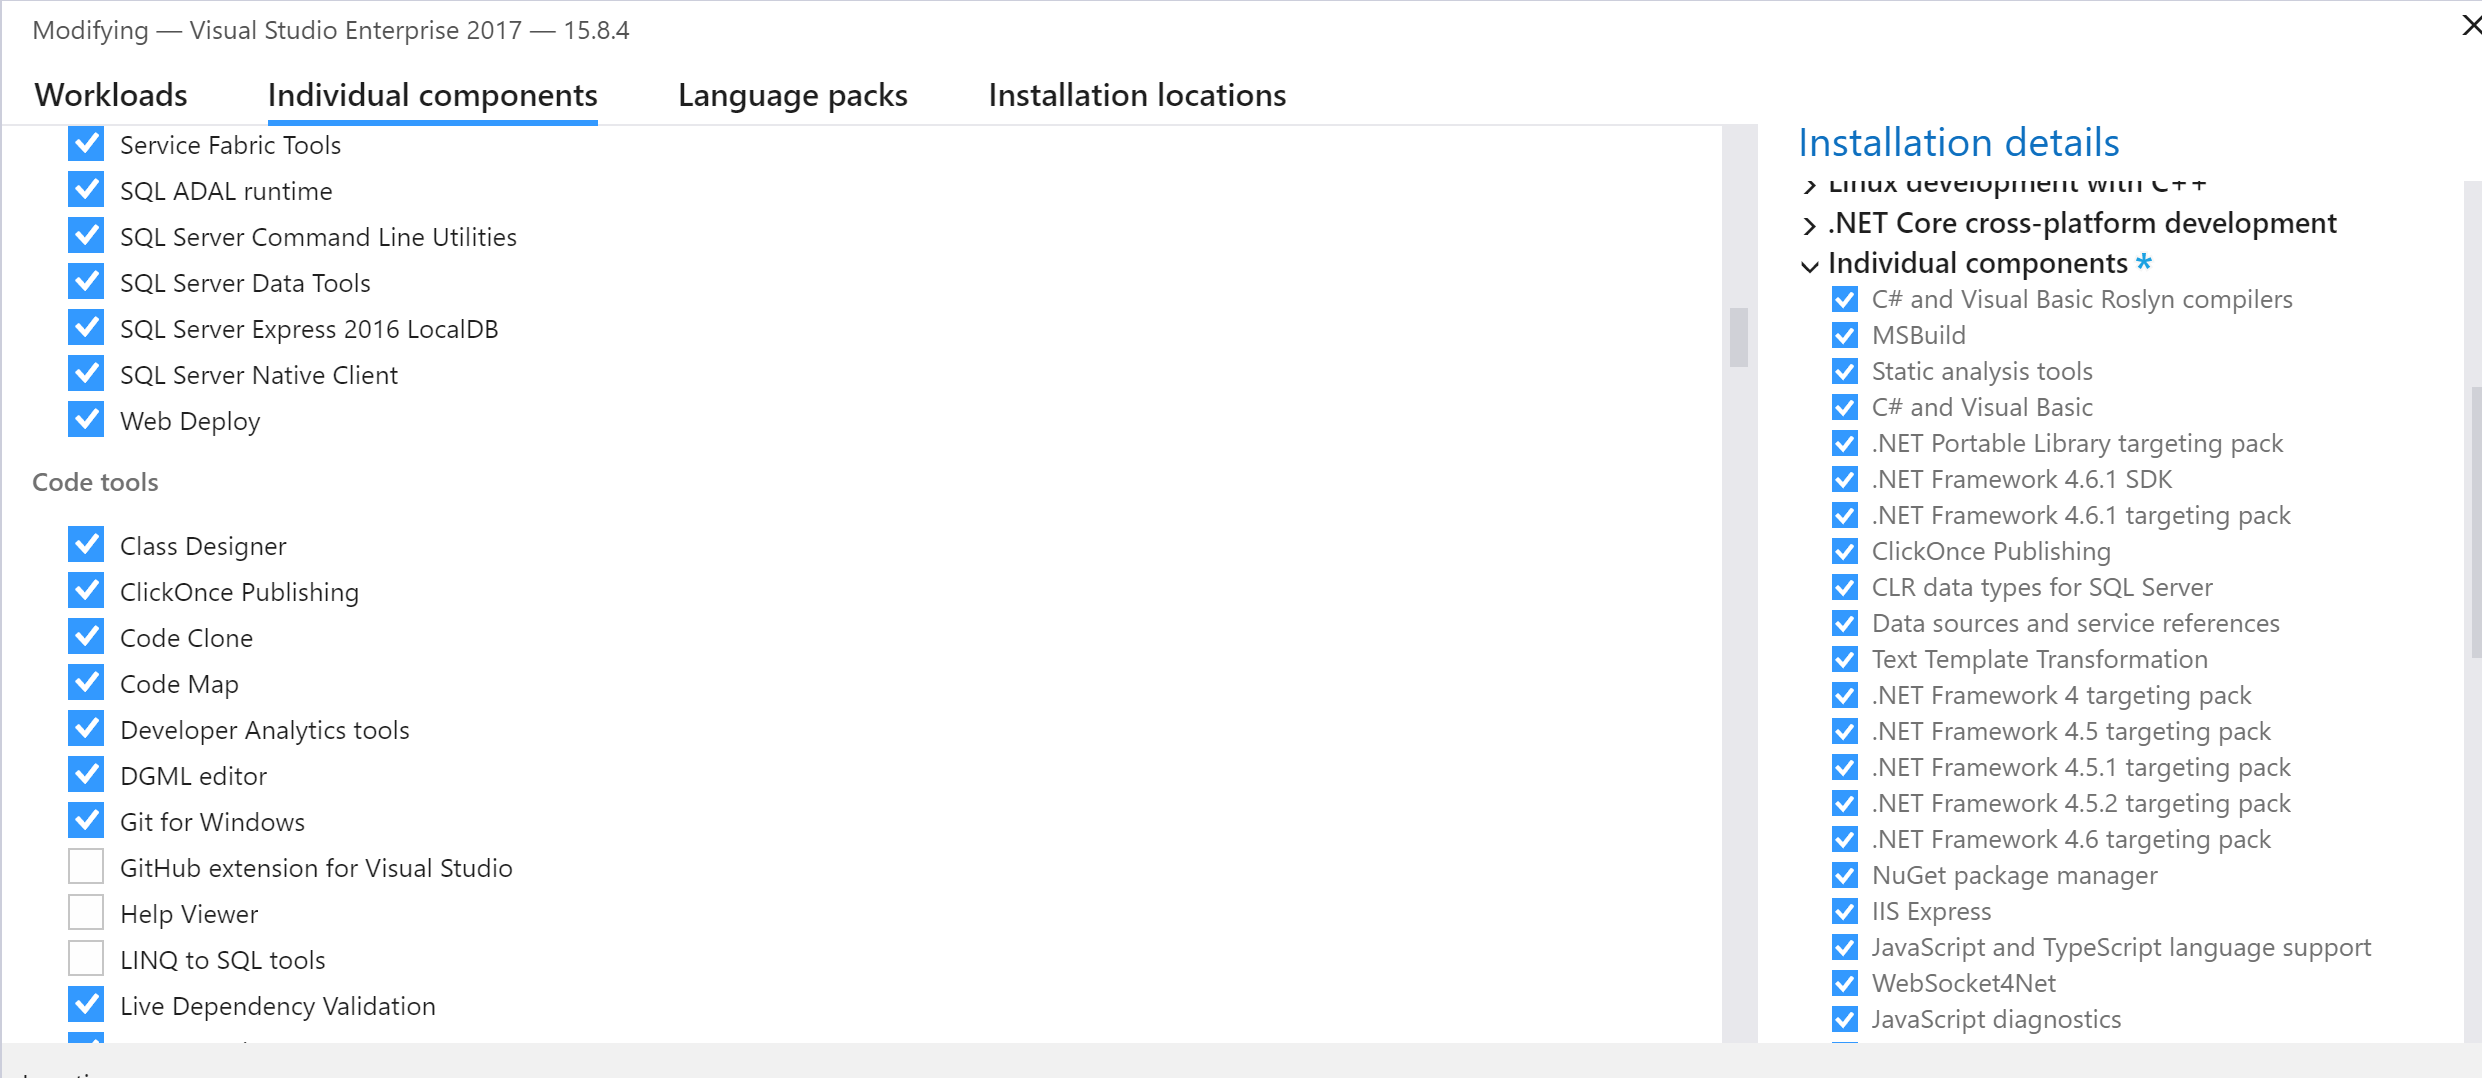 Modifying — Visual Studio Enterprise 2017 — 15.8.4
Workloads
Individual components
Language packs
Installation locations
Service Fabric Tools
SQL ADAL runtime
SQL Server Command Line Utilities
SQL Server Data Tools
SQL Server Express 2016 LocalDB
SQL Server Native Client
Web Deploy
Code tools
Class Designer
ClickOnce Publishing
Code Clone
Code Map
Developer Analytics tools
DGML editor
Git for Windows
GitHub extension for Visual Studio
Help Viewer
LINQ to SQL tools
Live Dependency Validation
Installation details
Linux development with C++
.NET Core cross-platform development
Individual components *
C# and Visual Basic Roslyn compilers
MSBuild
Static analysis tools
C# and Visual Basic
.NET Portable Library targeting pack
.NET Framework 4.6.1 SDK
.NET Framework 4.6.1 targeting pack
ClickOnce Publishing
CLR data types for SQL Server
Data sources and service references
Text Template Transformation
.NET Framework 4 targeting pack
.NET Framework 4.5 targeting pack
.NET Framework 4.5.1 targeting pack
.NET Framework 4.5.2 targeting pack
.NET Framework 4.6 targeting pack
NuGet package manager
IIS Express
JavaScript and TypeScript language support
WebSocket4Net
JavaScript diagnostics